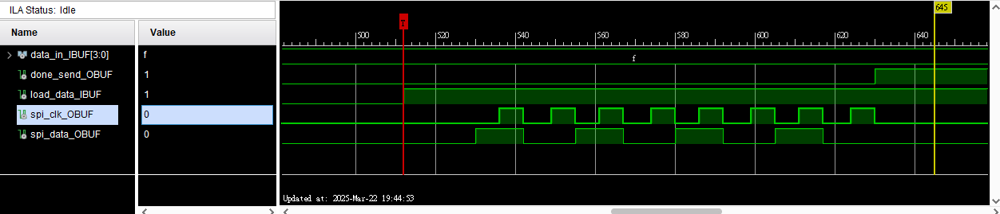 ILA Status: Idle
Name Value
data_in_IBUF[3:0] f
done_send_OBUF 1
load_data_IBUF 1
spi_clk_OBUF 0
spi_data_OBUF 0
645
T
500 520 540 560 580 600 620 640
f
Updated at: 2025-Mar-22 19:44:53